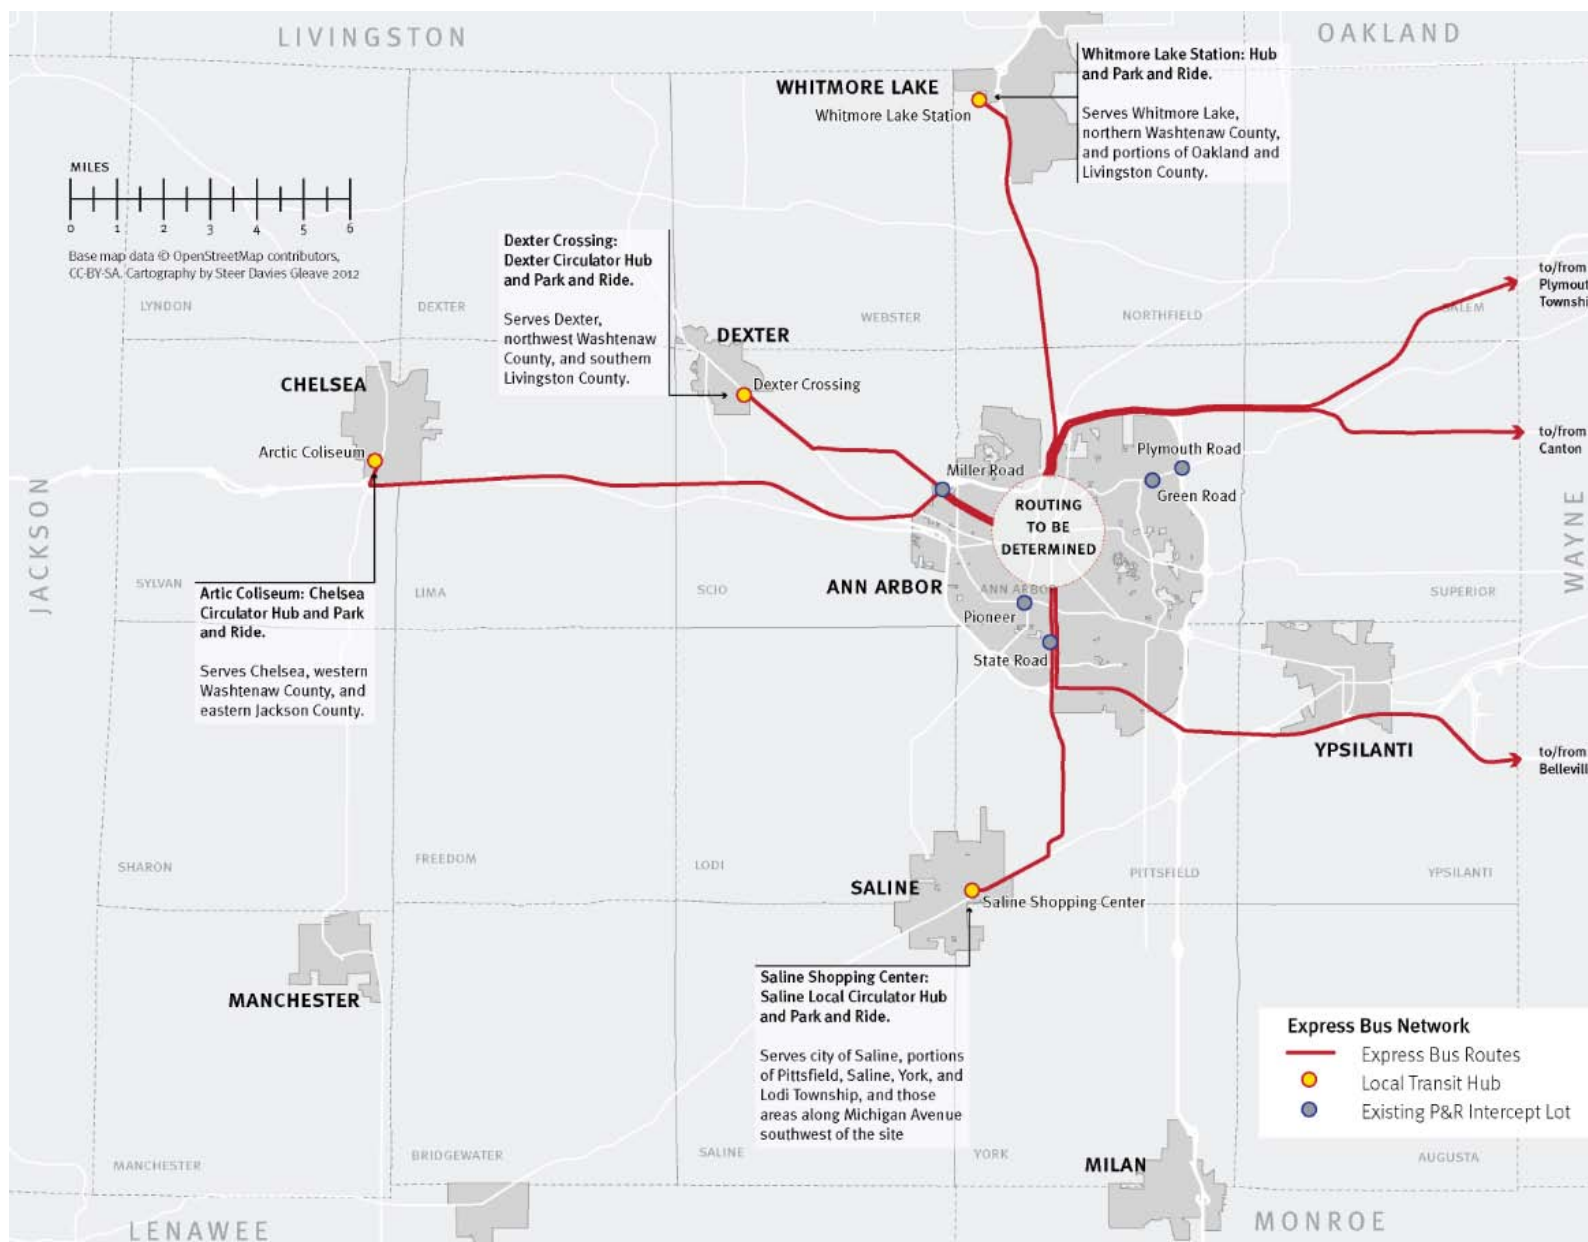 LIVINGSTON
OAKLAND
WHITMORE LAKE
Whitmore Lake Station
Whitmore Lake Station: Hub
and Park and Ride.
Serves Whitmore Lake,
northern Washtenaw County,
and portions of Oakland and
Livingston County.
MILES
0 1 2 3 4 5 6
Base map data © OpenStreetMap contributors,
CC-BY-SA. Cartography by Steer Davies Gleave 2012
Dexter Crossing:
Dexter Circulator Hub
and Park and Ride.
Serves Dexter,
northwest Washtenaw
County, and southern
Livingston County.
to/from
Plymout
Townshi
LYNDON
DEXTER
WEBSTER
NORTHFIELD
SALEM
DEXTER
Dexter Crossing
CHELSEA
Arctic Coliseum
to/from
Canton
Miller Road
Plymouth Road
Green Road
ROUTING
TO BE
DETERMINED
JACKSON
WAYNE
SYLVAN
LIMA
SCIO
ANN ARBOR
ANN ARBO
SUPERIOR
Artic Coliseum: Chelsea
Circulator Hub and Park
and Ride.
Serves Chelsea, western
Washtenaw County, and
eastern Jackson County.
Pioneer
State Road
YPSILANTI
to/from
Bellevill
SHARON
FREEDOM
LODI
PITTSFIELD
YPSILANTI
SALINE
Saline Shopping Center
MANCHESTER
Saline Shopping Center:
Saline Local Circulator Hub
and Park and Ride.
Serves city of Saline, portions
of Pittsfield, Saline, York, and
Lodi Township, and those
areas along Michigan Avenue
southwest of the site
Express Bus Network
Express Bus Routes
Local Transit Hub
Existing P&R Intercept Lot
MANCHESTER
BRIDGEWATER
SALINE
YORK
MILAN
AUGUSTA
LENAWEE
MONROE